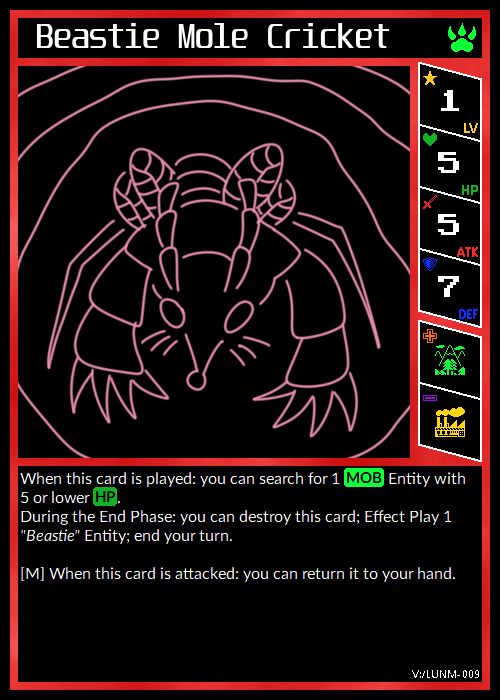 Beastie Mole Cricket
1
LV
5
HP
5
ATK
7
DEF
When this card is played: you can search for 1 MOB Entity with
5 or lower HP.
During the End Phase: you can destroy this card; Effect Play 1
"Beastie" Entity; end your turn.
[M] When this card is attacked: you can return it to your hand.
V:/LUNM-009